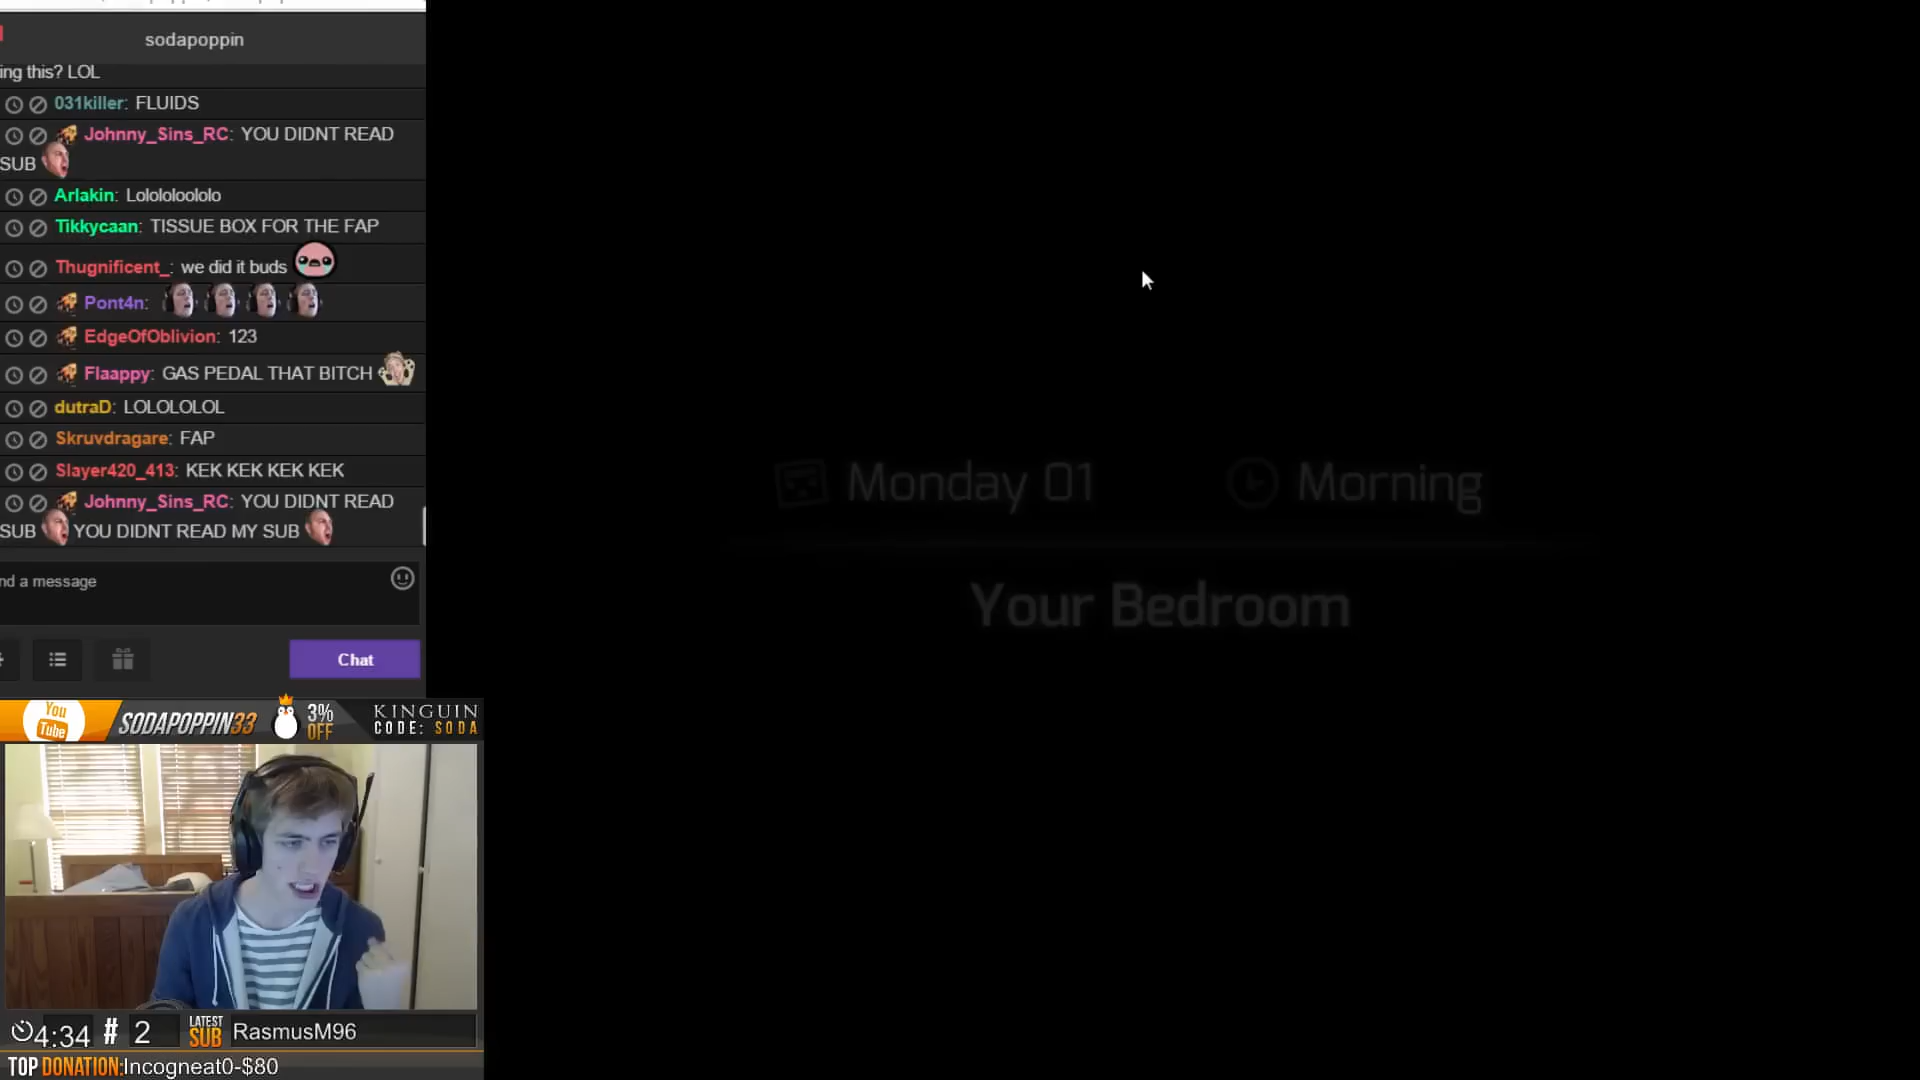 sodapoppin
ing this? LOL
031killer: FLUIDS
Johnny_Sins_RC: YOU DIDNT READ
SUB
Arlakin: Lolololoololo
Tikkycaan: TISSUE BOX FOR THE FAP
Thugnificent_: we did it buds
Pont4n:
EdgeOfOblivion: 123
Flaappy: GAS PEDAL THAT BITCH
dutraD: LOLOLOLOL
Skruvdragare: FAP
Slayer420_413: KEK KEK KEK KEK
Johnny_Sins_RC: YOU DIDNT READ
SUB YOU DIDNT READ MY SUB
nd a message
Chat
Monday 01 Morning
Your Bedroom
You Tube SODAPOPPIN33 3% OFF KINGUIN
CODE: SODA
4:34 # 2 LATEST SUB RasmusM96
TOP DONATION:Incogneat0-$80